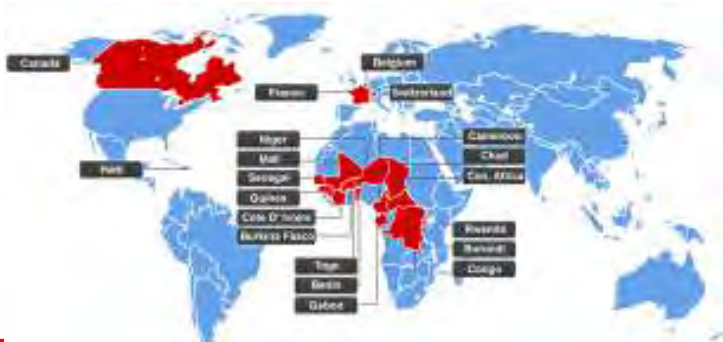 Canada
Belgium
France
Switzerland
Niger
Cameroon
Mali
Chad
Haiti
Senegal
Cen. Africa
Guinea
Cote D' Ivoire
Rwanda
Burkina Fasco
Burundi
Togo
Congo
Benin
Gabon